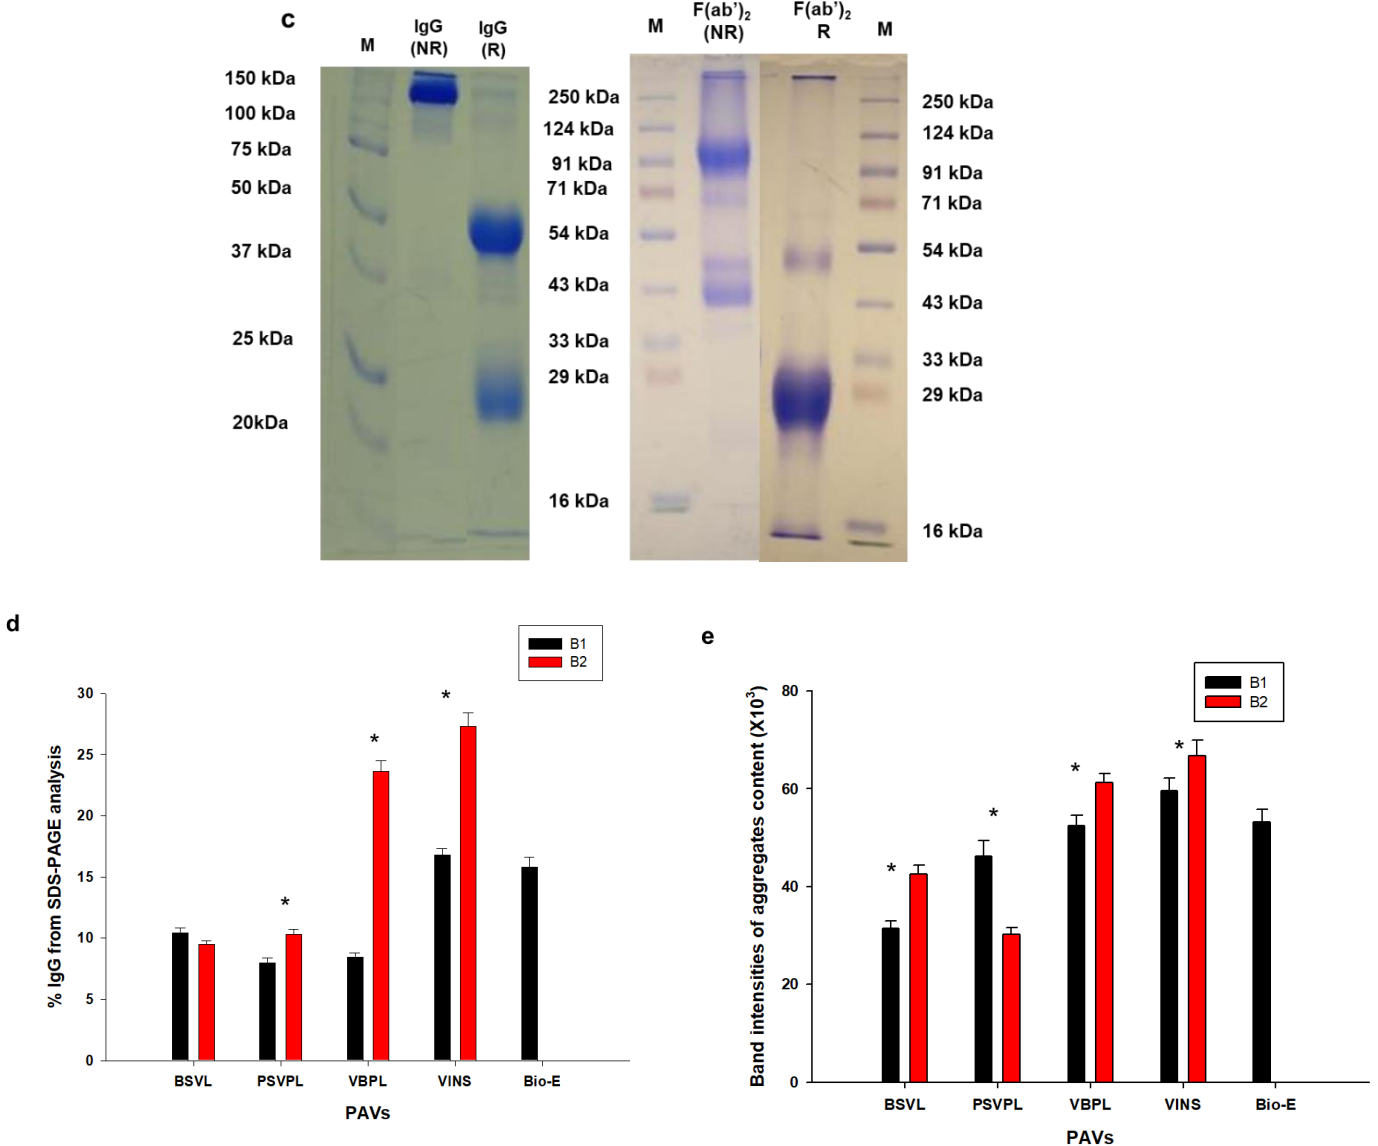 c
M
IgG
(NR)
IgG
(R)
M
F(ab’)2
(NR)
F(ab’)2
R
M
150 kDa
100 kDa
75 kDa
50 kDa
37 kDa
25 kDa
20kDa
250 kDa
124 kDa
91 kDa
71 kDa
54 kDa
43 kDa
33 kDa
29 kDa
16 kDa
250 kDa
124 kDa
91 kDa
71 kDa
54 kDa
43 kDa
33 kDa
29 kDa
16 kDa
d
B1
B2
% IgG from SDS-PAGE analysis
30
25
20
15
10
5
0
*
*
*
BSVL PSVPL VBPL VINS Bio-E
PAVs
e
B1
B2
Band intensities of aggregates content (X10³)
80
60
40
20
0
*
*
*
*
BSVL PSVPL VBPL VINS Bio-E
PAVs